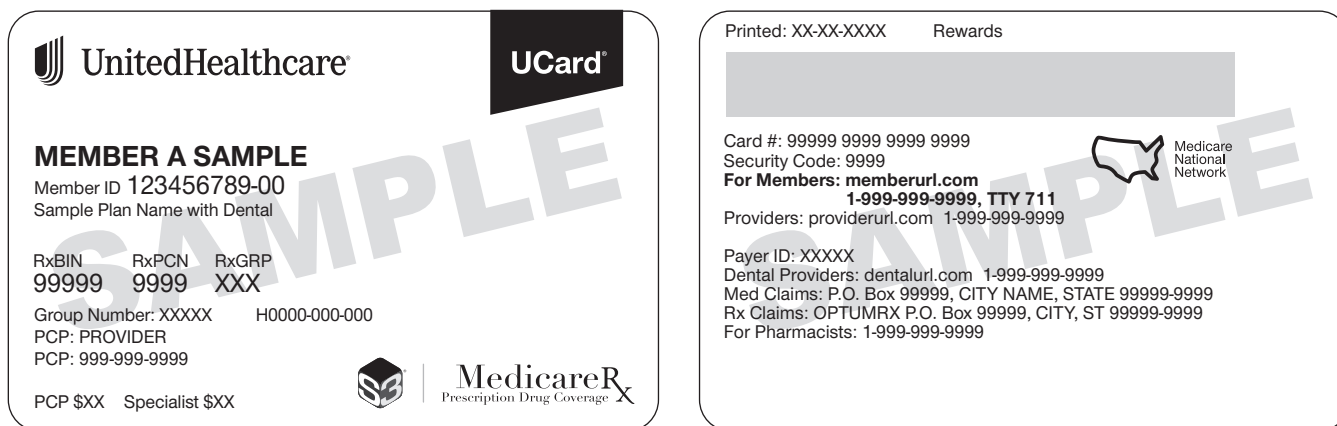 UnitedHealthcare®
UCard®
MEMBER A SAMPLE
Member ID 123456789-00
Sample Plan Name with Dental
RxBIN RxPCN RxGRP
99999 9999 XXX
Group Number: XXXXX H0000-000-000
PCP: PROVIDER
PCP: 999-999-9999
PCP $XX Specialist $XX
S3®
MedicareRx
Prescription Drug Coverage
SAMPLE
Printed: XX-XX-XXXX Rewards
Card #: 99999 9999 9999 9999
Security Code: 9999
For Members: memberurl.com
1-999-999-9999, TTY 711
Providers: providerurl.com 1-999-999-9999
Medicare
National
Network
Payer ID: XXXXX
Dental Providers: dentalurl.com 1-999-999-9999
Med Claims: P.O. Box 99999, CITY NAME, STATE 99999-9999
Rx Claims: OPTUMRX P.O. Box 99999, CITY, ST 99999-9999
For Pharmacists: 1-999-999-9999
SAMPLE